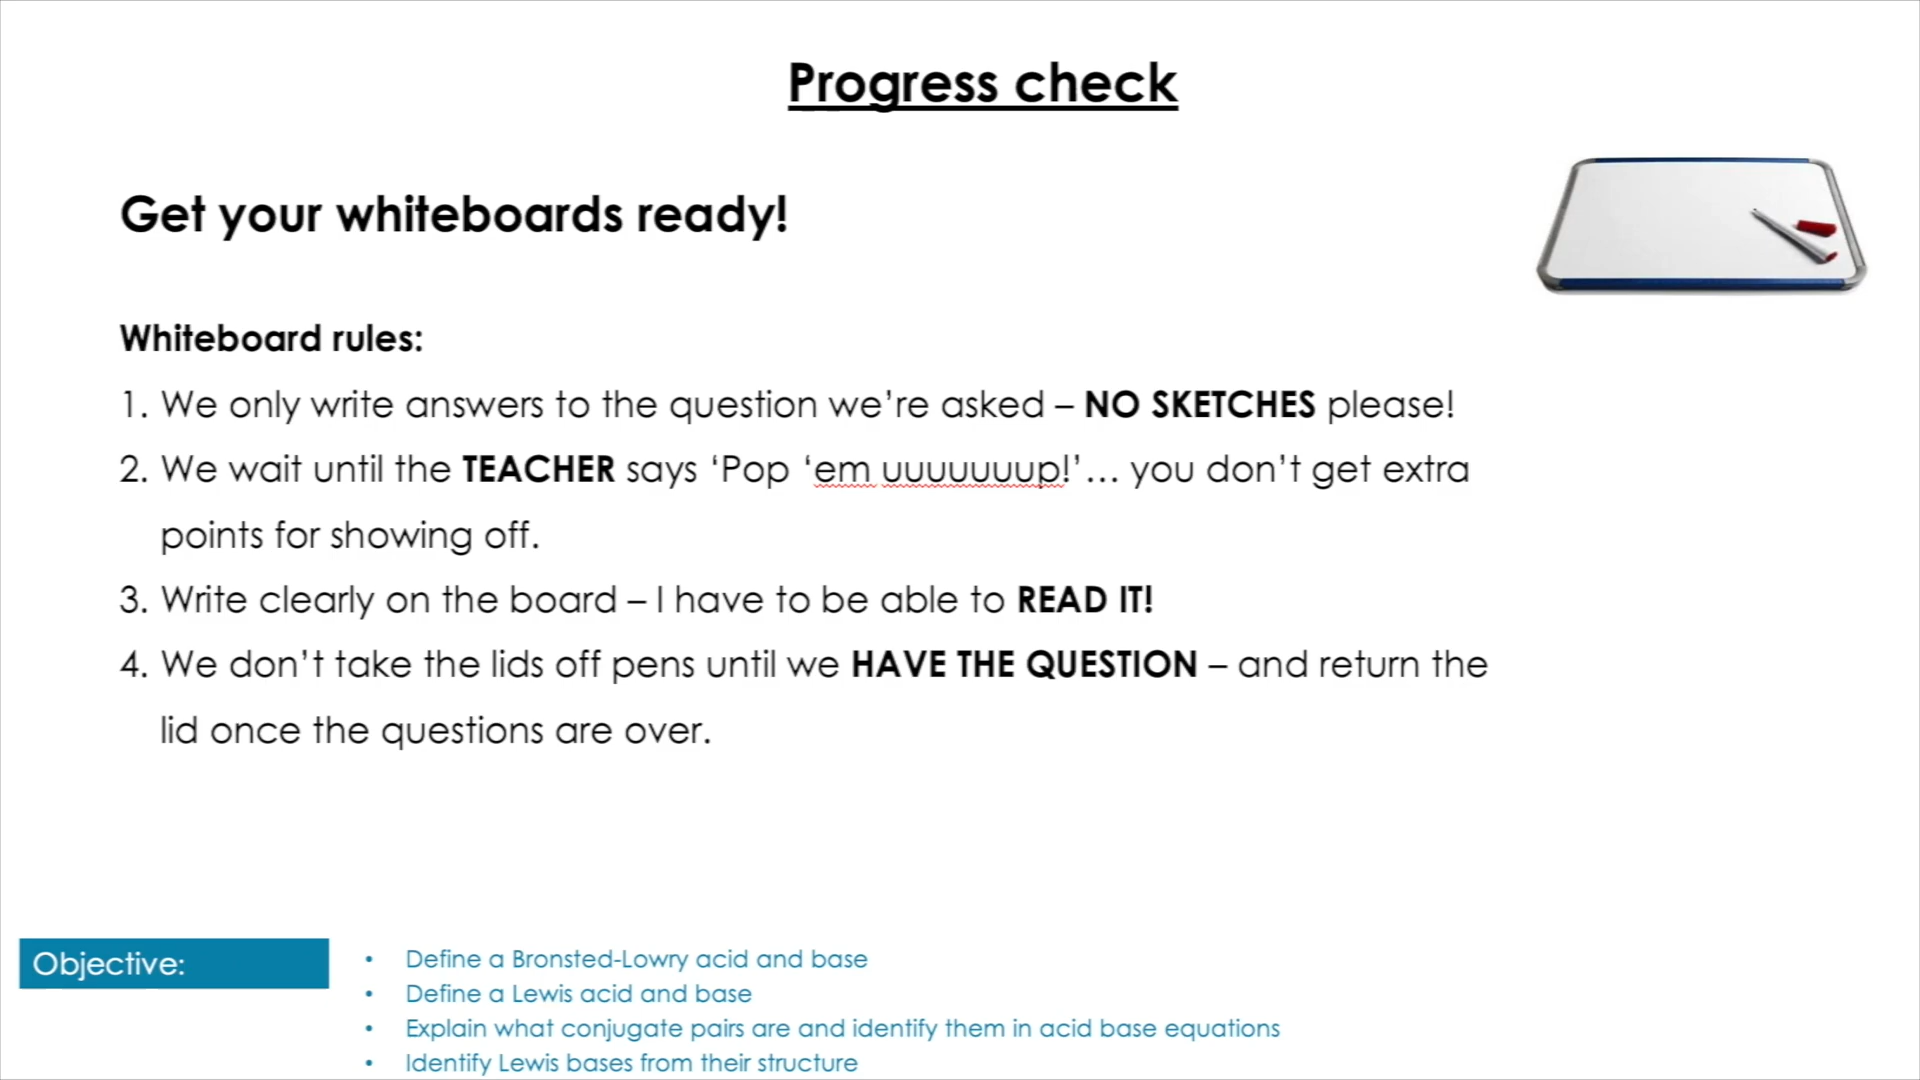 Progress check
Get your whiteboards ready!
Whiteboard rules:
1. We only write answers to the question we’re asked – NO SKETCHES please!
2. We wait until the TEACHER says ‘Pop ‘em uuuuuuup!’… you don’t get extra
points for showing off.
3. Write clearly on the board – I have to be able to READ IT!
4. We don’t take the lids off pens until we HAVE THE QUESTION – and return the
lid once the questions are over.
Objective:
• Define a Bronsted-Lowry acid and base
• Define a Lewis acid and base
• Explain what conjugate pairs are and identify them in acid base equations
• Identify Lewis bases from their structure